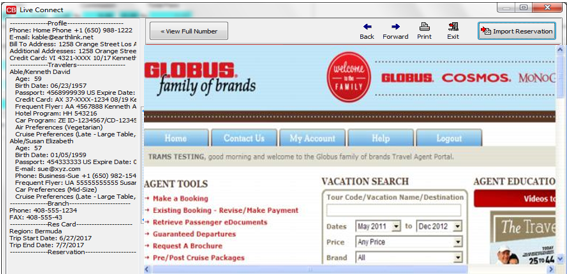 Live Connect
-----------------Profile-----------------
Phone: Home Phone +1 (650) 988-1222
E-mail: kable@earthlink.net
Bill To Address: 1258 Orange Street Los A
Additional Addresses: 1258 Orange Street
Credit Card: VI 4321-XXXX 10/17 Kenneth
---------------Travelers---------------
Able/Kenneth David
Age: 59
Birth Date: 06/23/1957
Passport: 4568999939 US Expire Date:
Credit Card: AX 37-XXXX-1234 08/19 Ke
Frequent Flyer: AA 4567888 Kenneth A
Hotel Program: HH 543216
Car Program: ZE ID-1234567/CD-12345
Air Preferences (Vegetarian)
Cruise Preferences (Late - Large Table,
Able/Susan Elizabeth
Age: 57
Birth Date: 01/05/1959
Passport: 454333333 US Expire Date: C
E-mail: sue@xyz.com
Phone: Business-Sue +1 (650) 982-154
Frequent Flyer: UA 55555555555 Susan
Car Preferences (Mid-Size)
Cruise Preferences (Late - Large Table,
-----------------Branch-----------------
Phone: 408-555-1234
FAX: 408-555-43
----------------Res Card----------------
Region: Bermuda
Trip Start Date: 6/27/2017
Trip End Date: 7/7/2017
---------------Reservation---------------
« View Full Number
Back
Forward
Print
Exit
Import Reservation
GLOBUS.
family of brands
welcome
to the
FAMILY
GLOBUS. COSMOS. MONOG
Home
Contact Us
My Account
Help
Logout
TRAMS TESTING, good morning and welcome to the Globus family of brands Travel Agent Portal.
AGENT TOOLS
Make a Booking
Existing Booking - Revise/Make Payment
Retrieve Passenger eDocuments
Guaranteed Departures
Request A Brochure
Pre/Post Cruise Packages
VACATION SEARCH
Tour Code/Vacation Name/Destination
Dates May 2011 to Dec 2012
Price Any Price
Brand All
AGENT EDUCATIO
Videos to
The Trave
25 TO 44